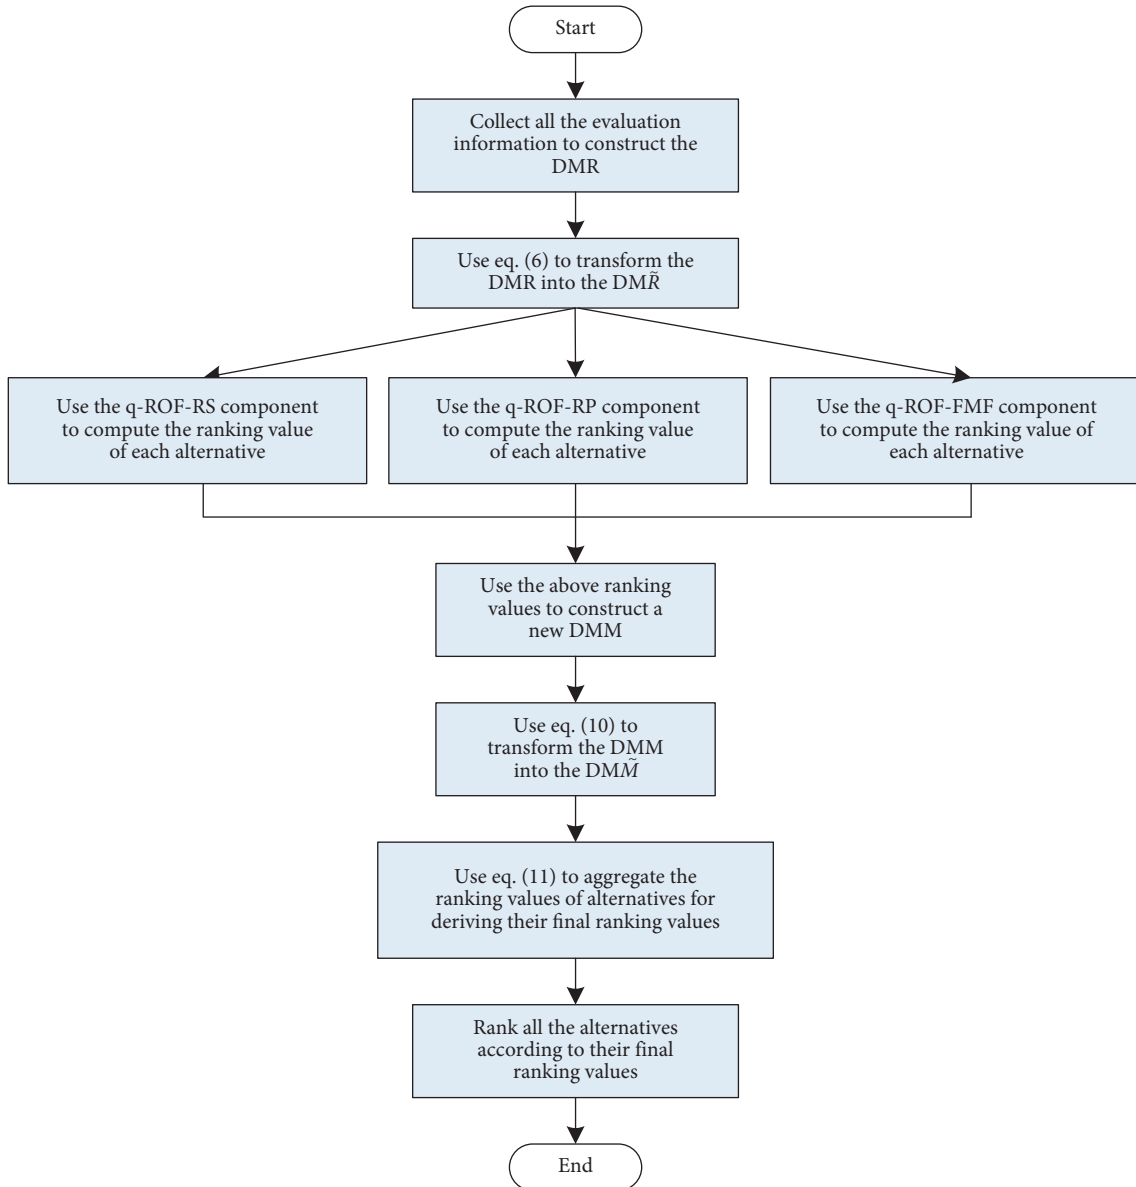 Start
Collect all the evaluation
information to construct the
DMR
Use eq. (6) to transform the
DMR into the DMR̃
Use the q-ROF-RS component
to compute the ranking value
of each alternative
Use the q-ROF-RP component
to compute the ranking value
of each alternative
Use the q-ROF-FMF component
to compute the ranking value of
each alternative
Use the above ranking
values to construct a
new DMM
Use eq. (10) to
transform the DMM
into the DMM̃
Use eq. (11) to aggregate the
ranking values of alternatives for
deriving their final ranking values
Rank all the alternatives
according to their final
ranking values
End